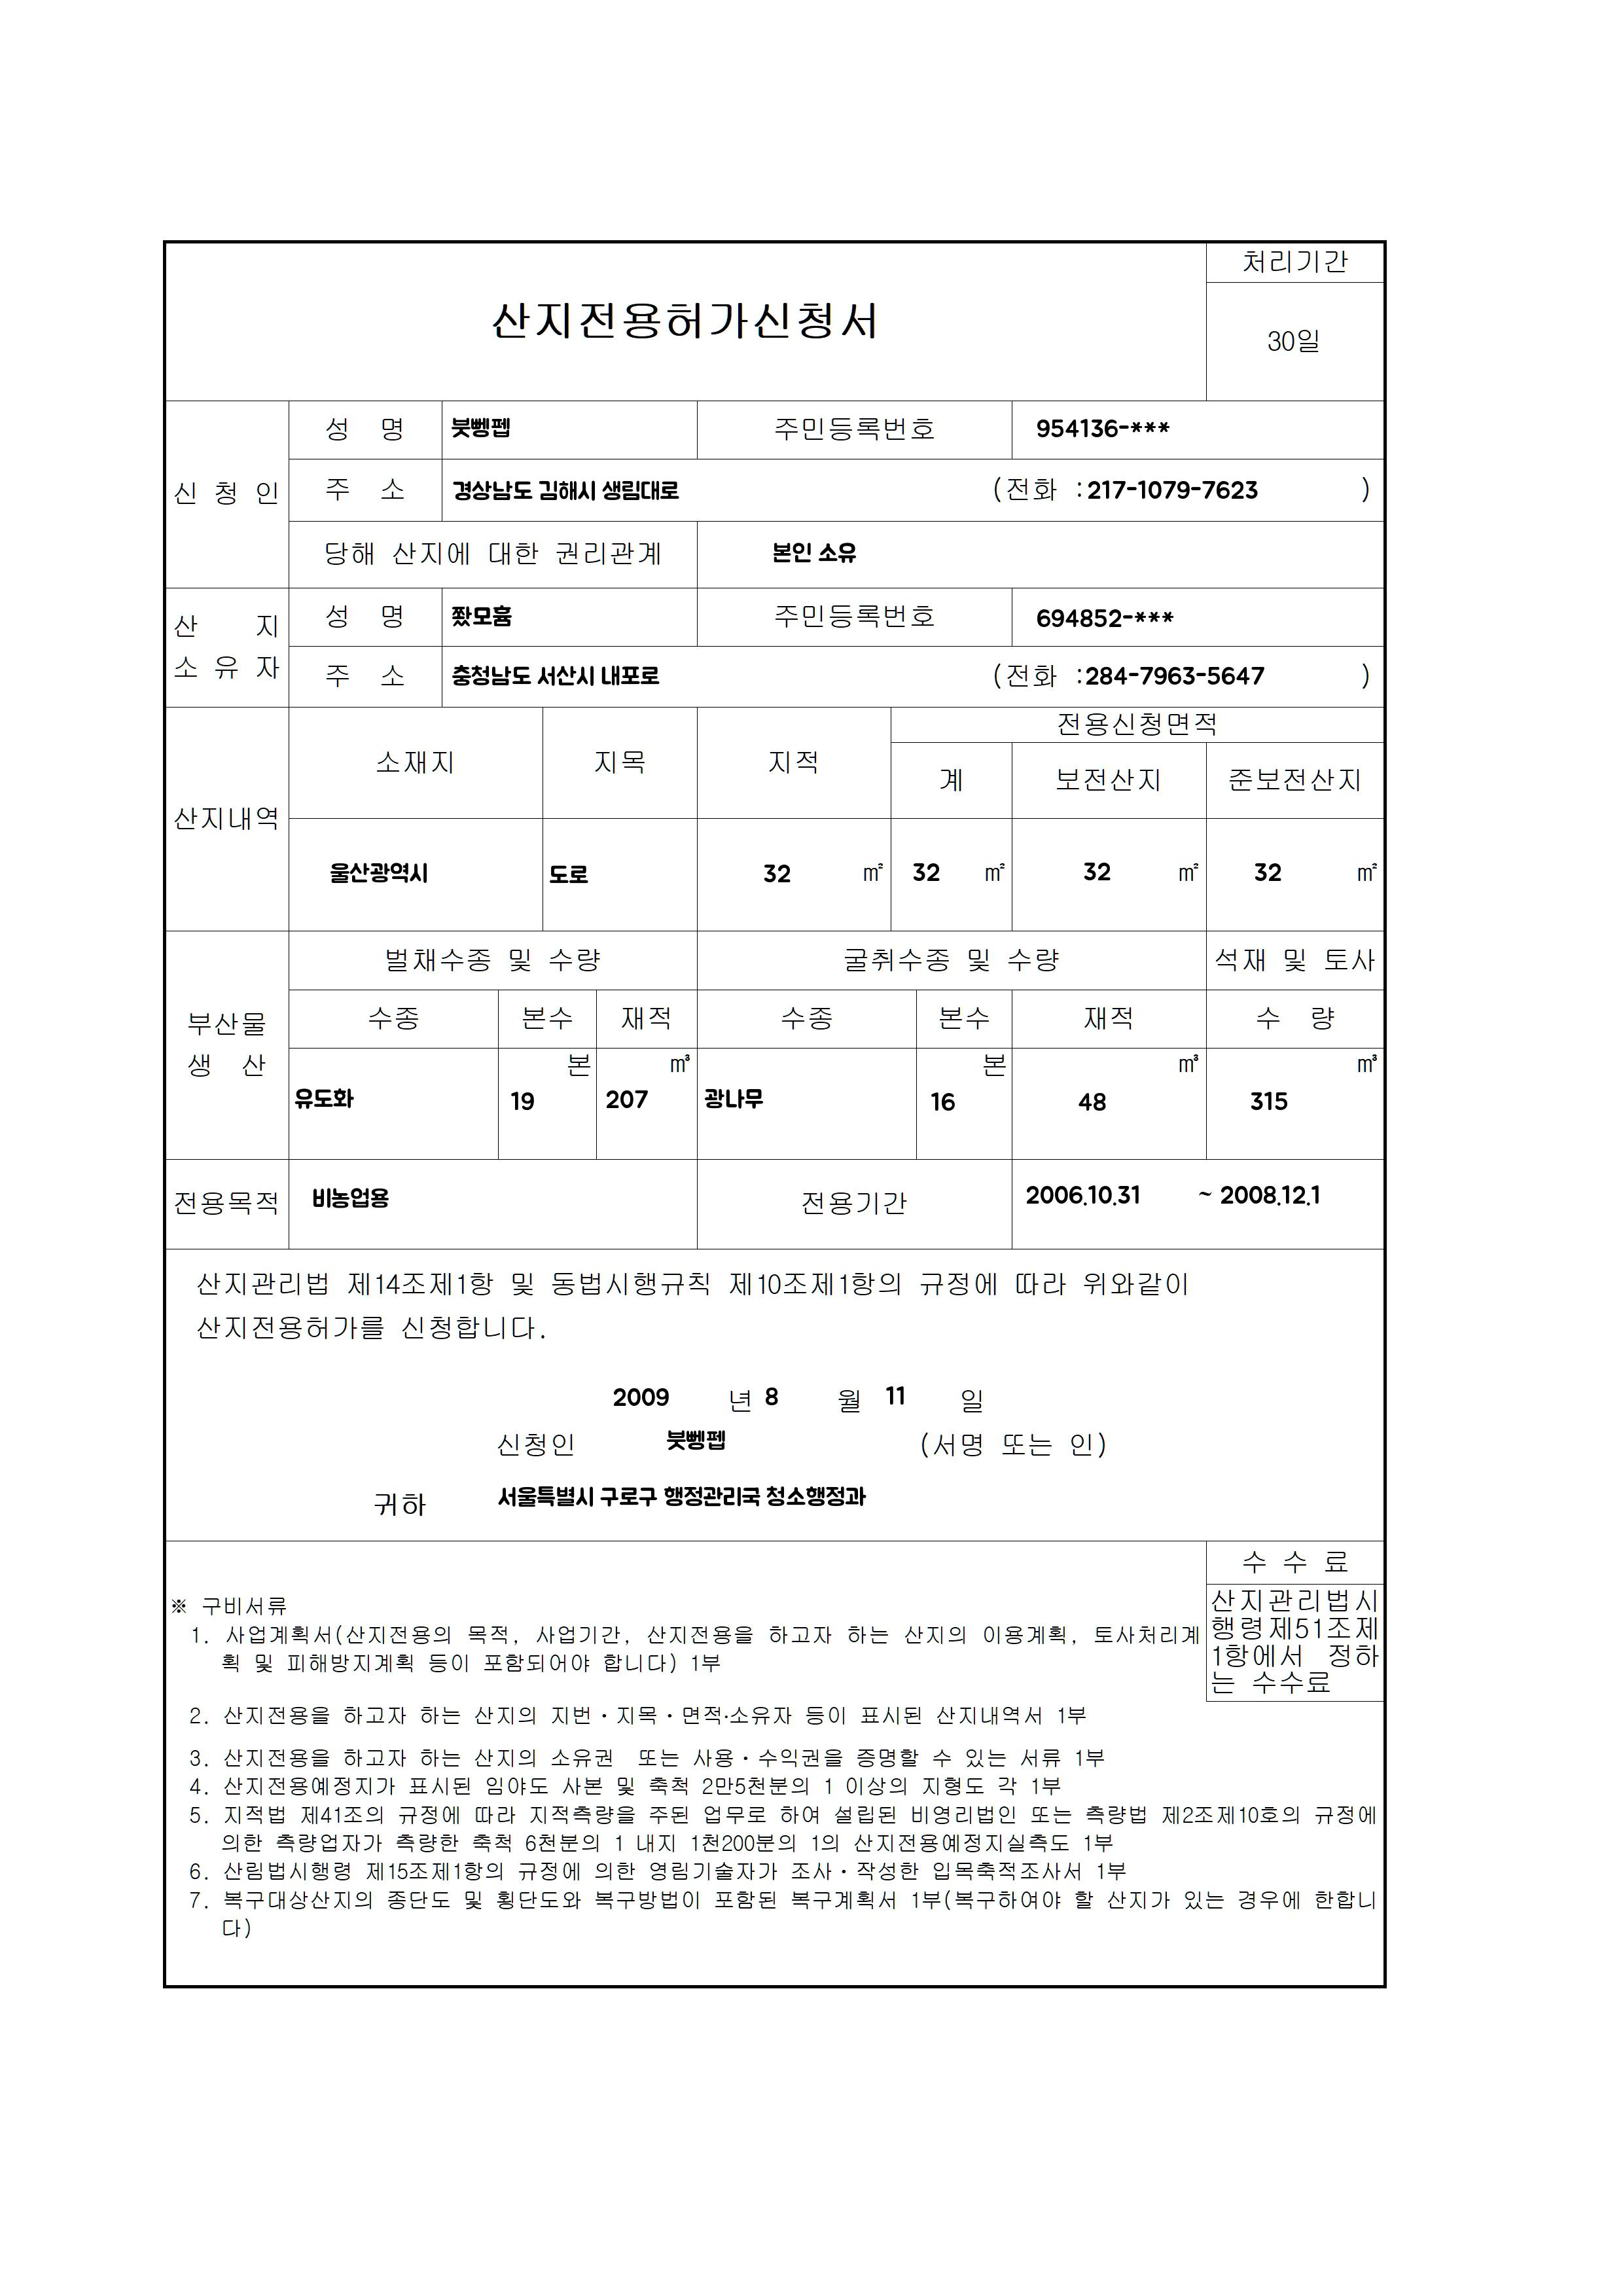 처리기간
산지전용허가신청서
30일
성 명 붓뻉펩 주민등록번호 954136-***
신 청 인 주 소 경상남도 김해시 생림대로 (전화 :217-1079-7623 )
당해 산지에 대한 권리관계 본인 소유
산 지 성 명 쫬모흄 주민등록번호 694852-***
소 유 자 주 소 충청남도 서산시 내포로 (전화 :284-7963-5647 )
전용신청면적
소재지 지목 지적
계 보전산지 준보전산지
산지내역
울산광역시 도로 32 ㎡ 32 ㎡ 32 ㎡ 32 ㎡
벌채수종 및 수량 굴취수종 및 수량 석재 및 토사
부산물 수종 본수 재적 수종 본수 재적 수 량
생 산 본 ㎥ 본 ㎥ ㎥
유도화 19 207 광나무 16 48 315
전용목적 비농업용 전용기간 2006.10.31 ~ 2008.12.1
산지관리법 제14조제1항 및 동법시행규칙 제10조제1항의 규정에 따라 위와같이
산지전용허가를 신청합니다.
2009 년 8 월 11 일
신청인 붓뻉펩 (서명 또는 인)
귀하 서울특별시 구로구 행정관리국 청소행정과
수 수 료
산지관리법시
행령제51조제
1항에서 정하
는 수수료
※ 구비서류
1. 사업계획서(산지전용의 목적, 사업기간, 산지전용을 하고자 하는 산지의 이용계획, 토사처리계
획 및 피해방지계획 등이 포함되어야 합니다) 1부
2. 산지전용을 하고자 하는 산지의 지번·지목·면적·소유자 등이 표시된 산지내역서 1부
3. 산지전용을 하고자 하는 산지의 소유권 또는 사용·수익권을 증명할 수 있는 서류 1부
4. 산지전용예정지가 표시된 임야도 사본 및 축척 2만5천분의 1 이상의 지형도 각 1부
5. 지적법 제41조의 규정에 따라 지적측량을 주된 업무로 하여 설립된 비영리법인 또는 측량법 제2조제10호의 규정에
의한 측량업자가 측량한 축척 6천분의 1 내지 1천200분의 1의 산지전용예정지실측도 1부
6. 산림법시행령 제15조제1항의 규정에 의한 영림기술자가 조사·작성한 입목축적조사서 1부
7. 복구대상산지의 종단도 및 횡단도와 복구방법이 포함된 복구계획서 1부(복구하여야 할 산지가 있는 경우에 한합니
다)